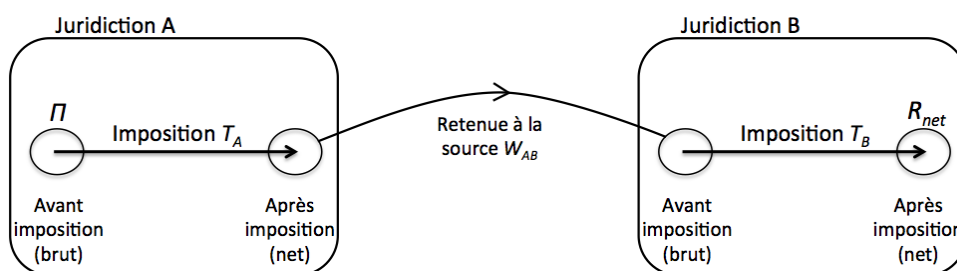 Juridiction A
Juridiction B
Π
Imposition T_A
Retenue à la
source W_AB
Imposition T_B
R_net
Avant
imposition
(brut)
Après
imposition
(net)
Avant
imposition
(brut)
Après
imposition
(net)